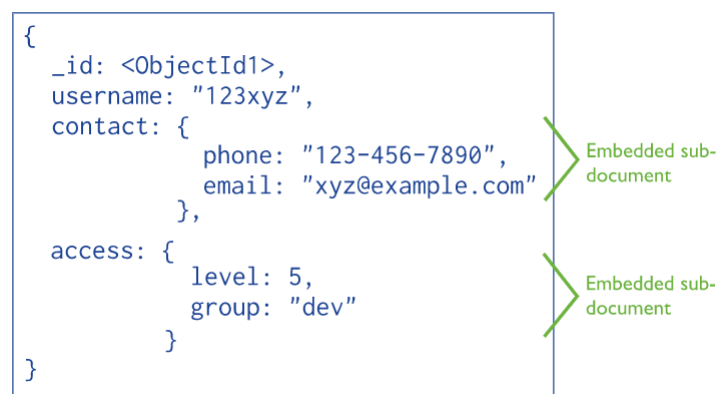 {
_id: <ObjectId1>,
username: "123xyz",
contact: {
phone: "123-456-7890",
email: "xyz@example.com"
},
Embedded sub-
document
access: {
level: 5,
group: "dev"
}
Embedded sub-
document
}